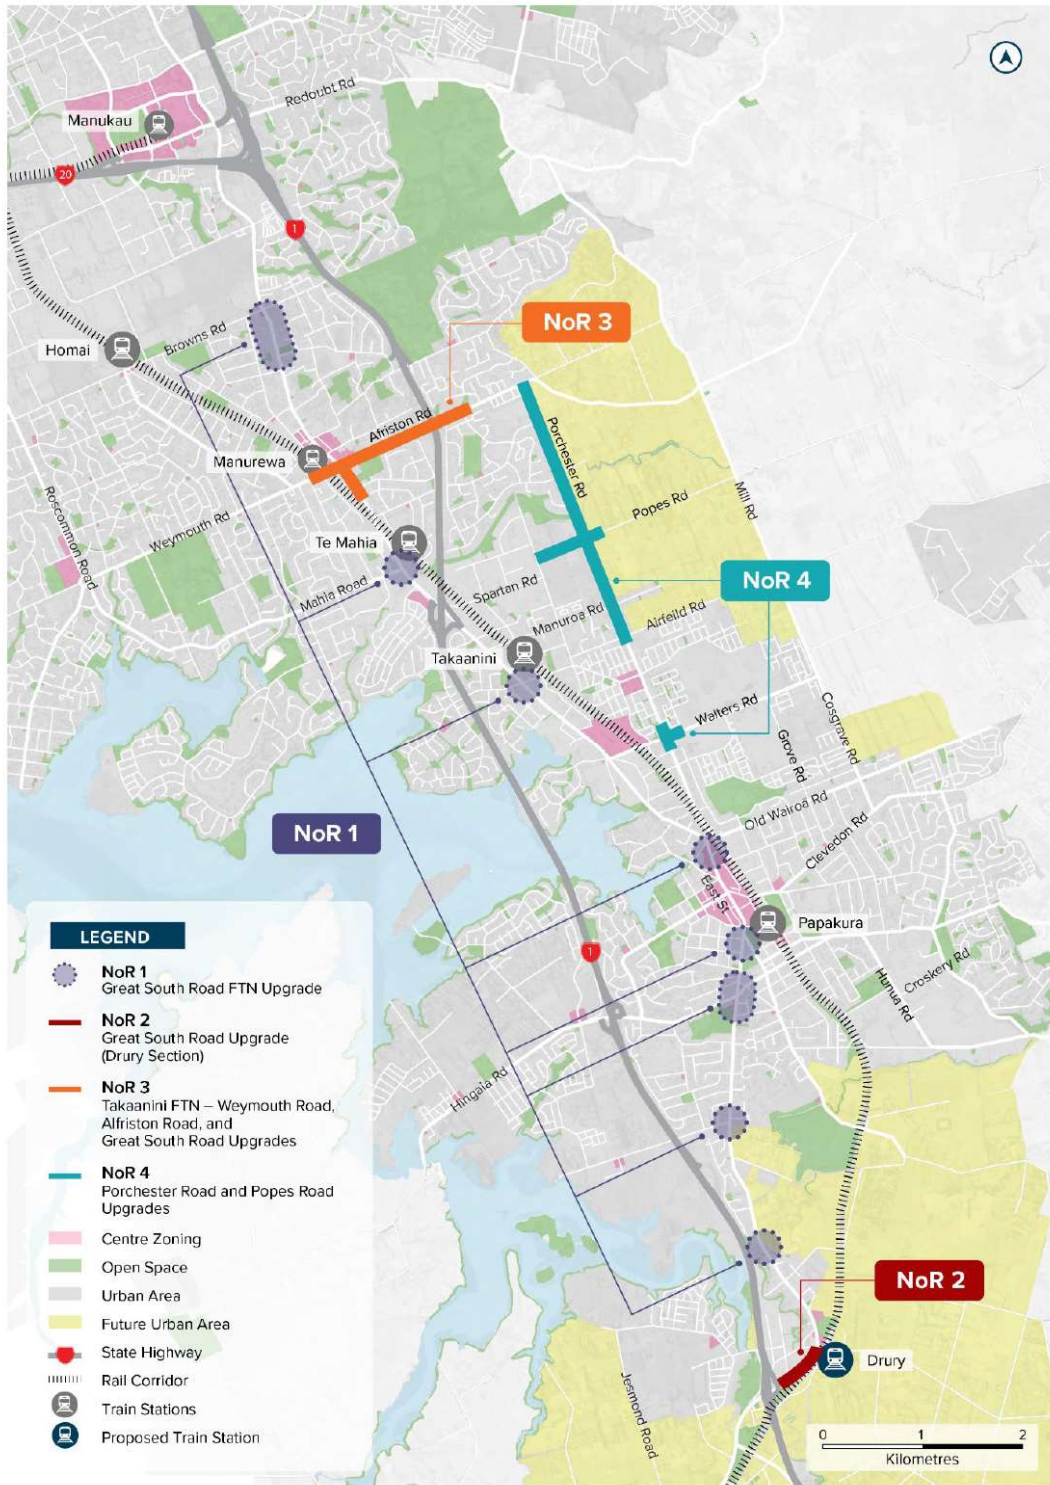 Redoubt Rd
Manukau
20
1
NoR 3
Browns Rd
Homai
Afriston Rd
Porchester Rd
Manurewa
Popes Rd
Mill Rd
Roscommon Road
Weymouth Rd
Te Mahia
NoR 4
Mahia Road
Spartan Rd
Manuroa Rd
Airfeild Rd
Takaanini
Walters Rd
Cosgrave Rd
Grove Rd
NoR 1
Old Wairoa Rd
Clevedon Rd
East St
Papakura
1
Croskery Rd
Hunua Rd
Hingaia Rd
NoR 2
Drury
Jesmond Road
LEGEND
NoR 1
Great South Road FTN Upgrade
NoR 2
Great South Road Upgrade
(Drury Section)
NoR 3
Takaanini FTN – Weymouth Road,
Alfriston Road, and
Great South Road Upgrades
NoR 4
Porchester Road and Popes Road
Upgrades
Centre Zoning
Open Space
Urban Area
Future Urban Area
State Highway
Rail Corridor
Train Stations
Proposed Train Station
0 1 2
Kilometres